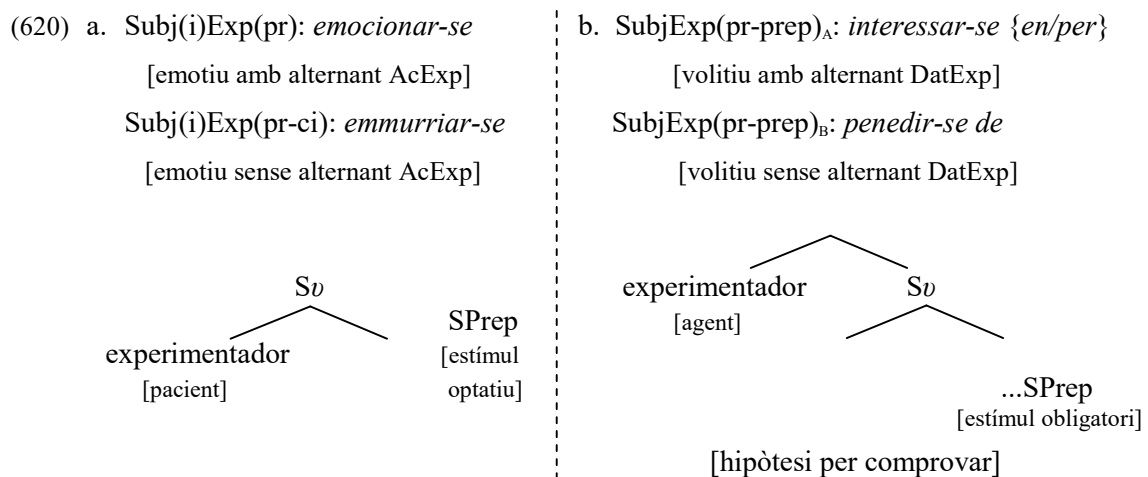 (620) a. Subj(i)Exp(pr): emocionar-se
[emotiu amb alternant AcExp]
Subj(i)Exp(pr-ci): emmurriar-se
[emotiu sense alternant AcExp]
Sυ
SPrep
experimentador
[estímul
[pacient]
optatiu]
b. SubjExp(pr-prep)A: interessar-se {en/per}
[volitiu amb alternant DatExp]
SubjExp(pr-prep)B: penedir-se de
[volitiu sense alternant DatExp]
experimentador
Sυ
[agent]
...SPrep
[estímul obligatori]
[hipòtesi per comprovar]